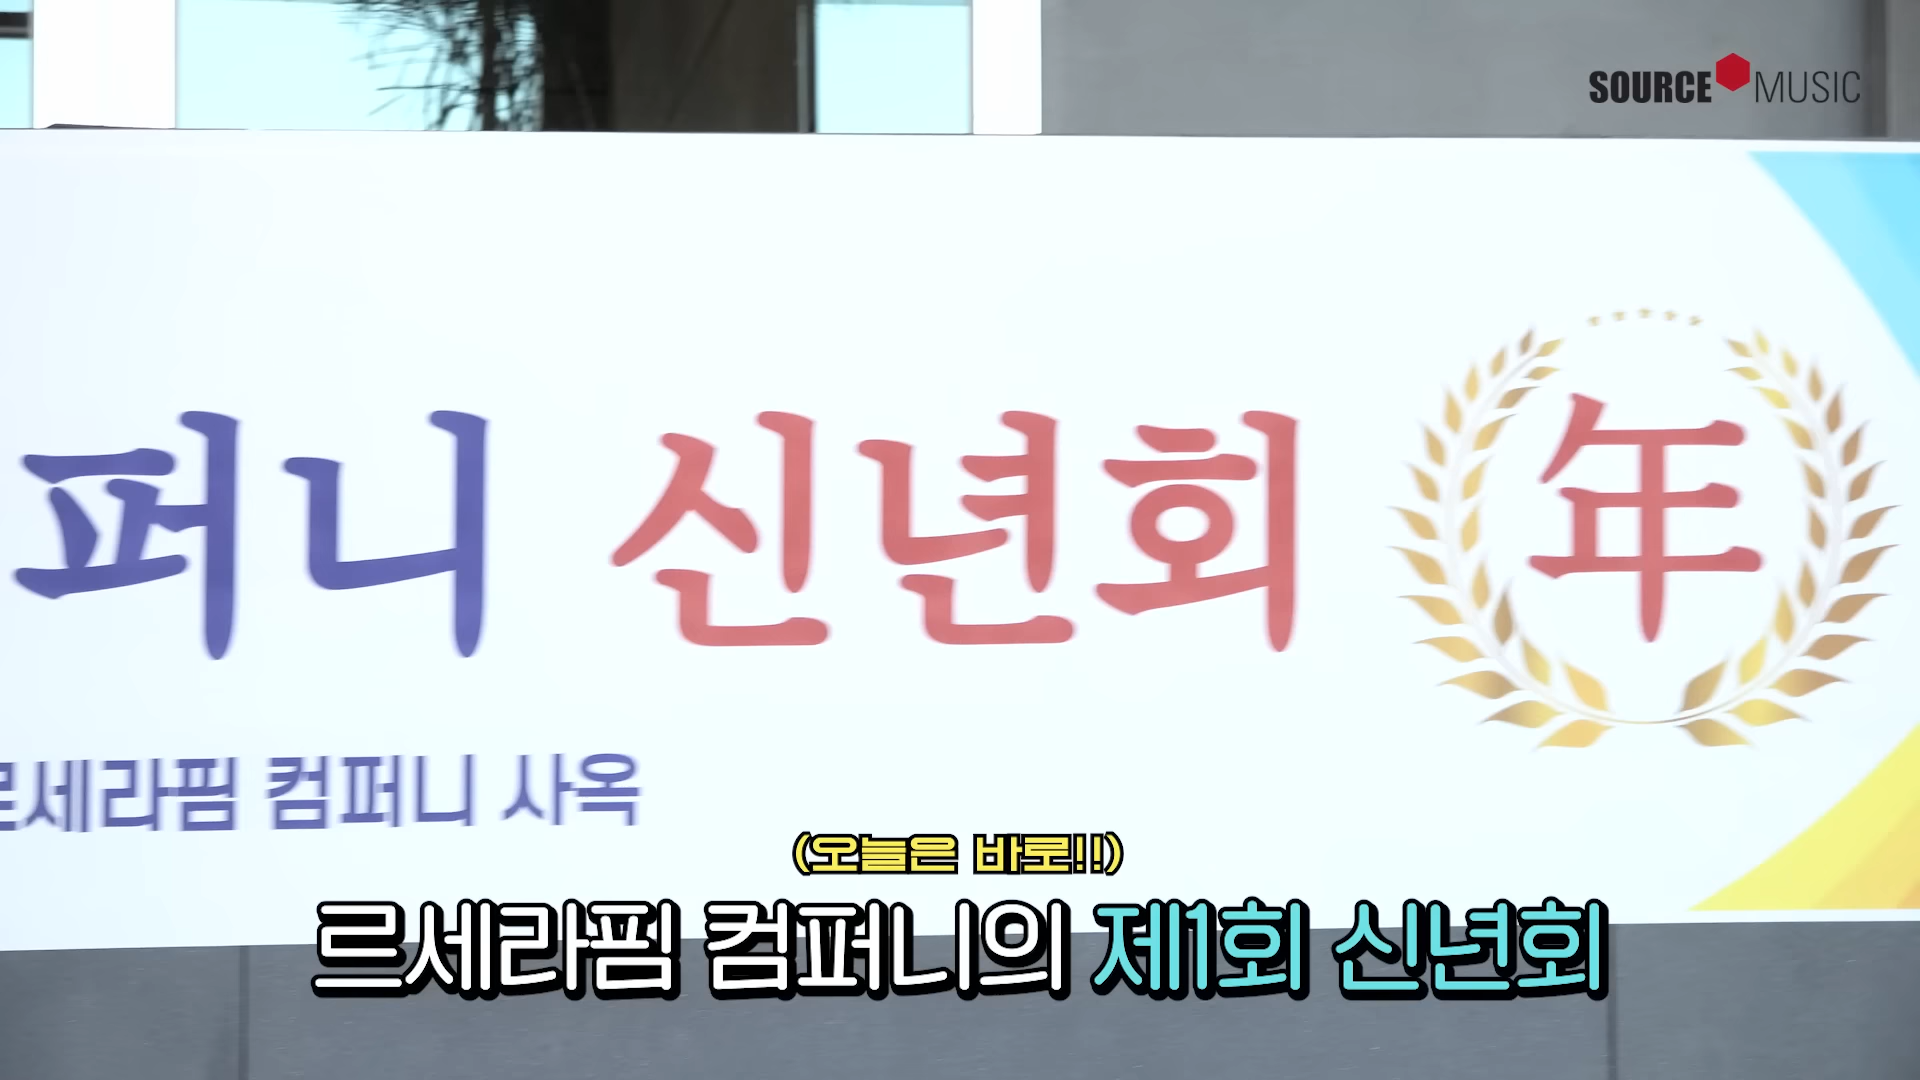 SOURCE MUSIC
퍼니 신년회 年
르세라핌 컴퍼니 사옥
(오늘은 바로!!)
르세라핌 컴퍼니의 제1회 신년회